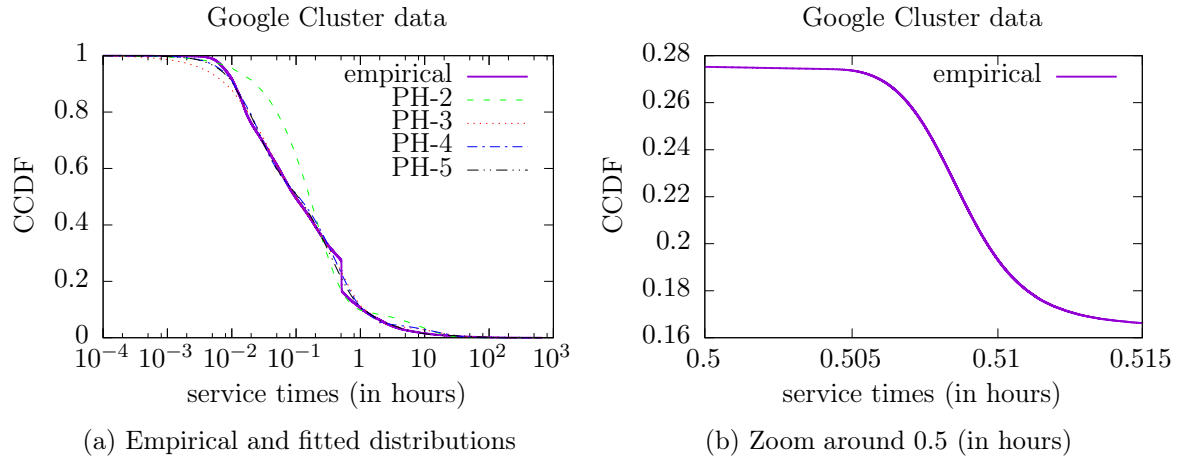 Google Cluster data
1
0.8
0.6
0.4
0.2
0
CCDF
empirical
PH-2
PH-3
PH-4
PH-5
10⁻⁴ 10⁻³ 10⁻² 10⁻¹ 1 10 10² 10³
service times (in hours)
(a) Empirical and fitted distributions
Google Cluster data
0.28
0.26
0.24
0.22
0.2
0.18
0.16
CCDF
empirical
0.5 0.505 0.51 0.515
service times (in hours)
(b) Zoom around 0.5 (in hours)